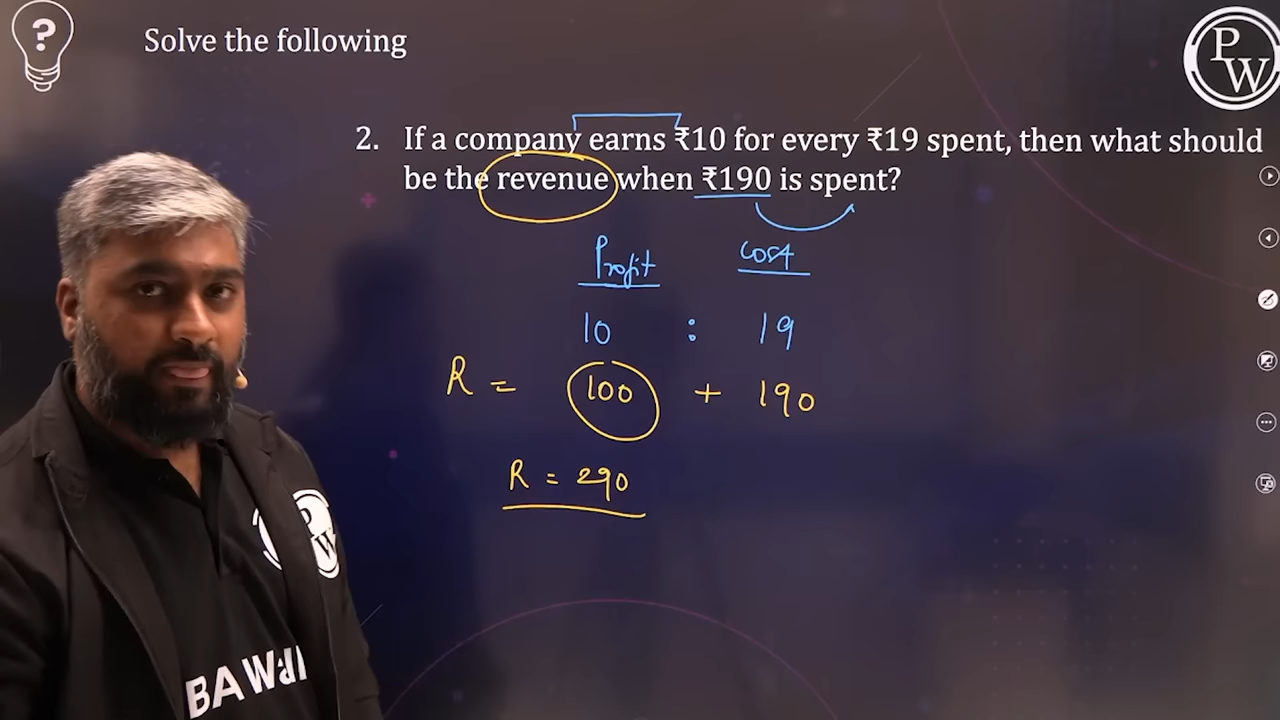 ?
Solve the following
PW
2. If a company earns ₹10 for every ₹19 spent, then what should
be the revenue when ₹190 is spent?
Profit Cost
10 : 19
R = 100 + 190
R = 290
PW